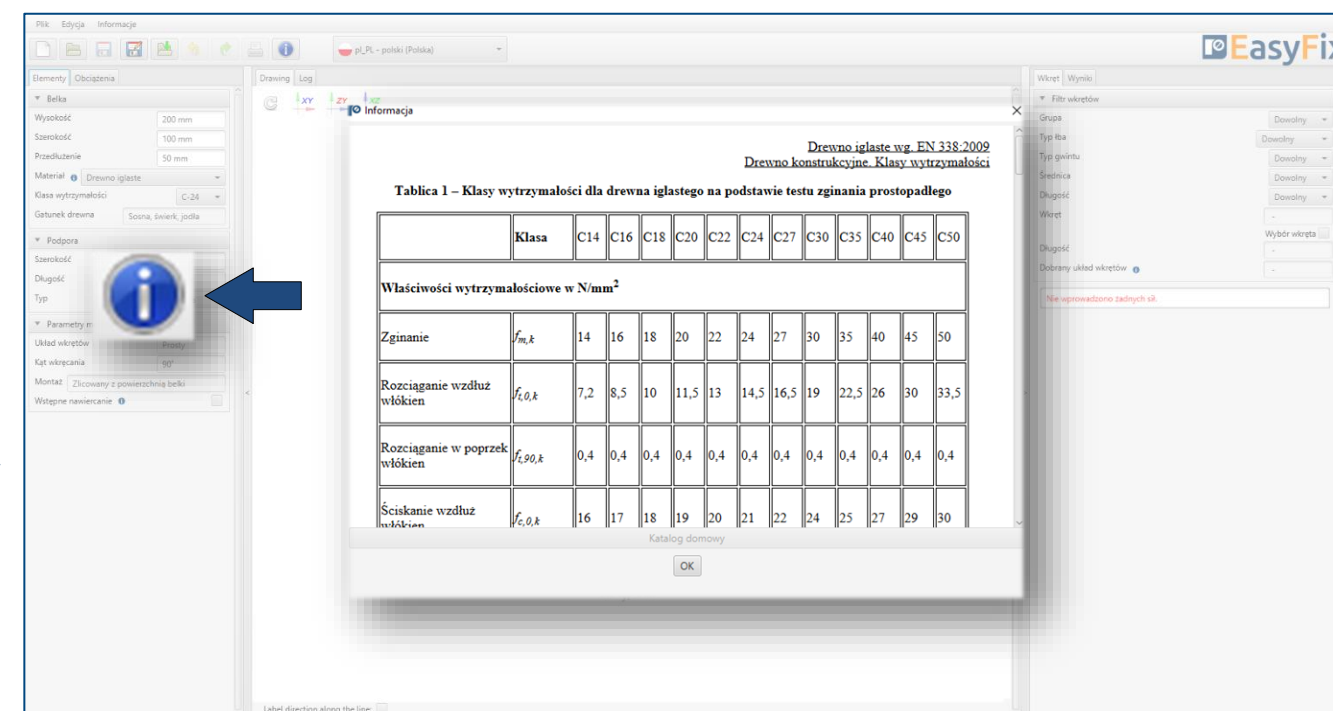 Plik Edycja Informacje
pl_PL - polski (Polska)
EasyFix
Elementy Obciążenia
Belka
Wysokość 200 mm
Szerokość 100 mm
Przedłużenie 50 mm
Materiał Drewno iglaste
Klasa wytrzymałości C-24
Gatunek drewna Sosna, świerk, jodła
Podpora
Szerokość
Długość
Typ
Parametry
Układ wkrętów Prosty
Kąt wkręcania 90°
Montaż Zlicowany z powierzchnią belki
Wstępne nawiercanie
Drawing Log
XY ZY XZ
Informacja
Drewno iglaste wg. EN 338:2009
Drewno konstrukcyjne. Klasy wytrzymałości
Tablica 1 – Klasy wytrzymałości dla drewna iglastego na podstawie testu zginania prostopadłego
Klasa C14 C16 C18 C20 C22 C24 C27 C30 C35 C40 C45 C50
Właściwości wytrzymałościowe w N/mm²
Zginanie fm,k 14 16 18 20 22 24 27 30 35 40 45 50
Rozciąganie wzdłuż
włókien ft,0,k 7,2 8,5 10 11,5 13 14,5 16,5 19 22,5 26 30 33,5
Rozciąganie w poprzek
włókien ft,90,k 0,4 0,4 0,4 0,4 0,4 0,4 0,4 0,4 0,4 0,4 0,4 0,4
Ściskanie wzdłuż
włókien fc,0,k 16 17 18 19 20 21 22 24 25 27 29 30
Katalog domowy
OK
Label direction along the line:
Wkręt Wyniki
Filtr wkrętów
Grupa Dowolny
Typ łba Dowolny
Typ gwintu Dowolny
Średnica Dowolny
Długość Dowolny
Wkręt -
Wybór wkręta
Długość -
Dobrany układ wkrętów -
Nie wprowadzono żadnych sił.